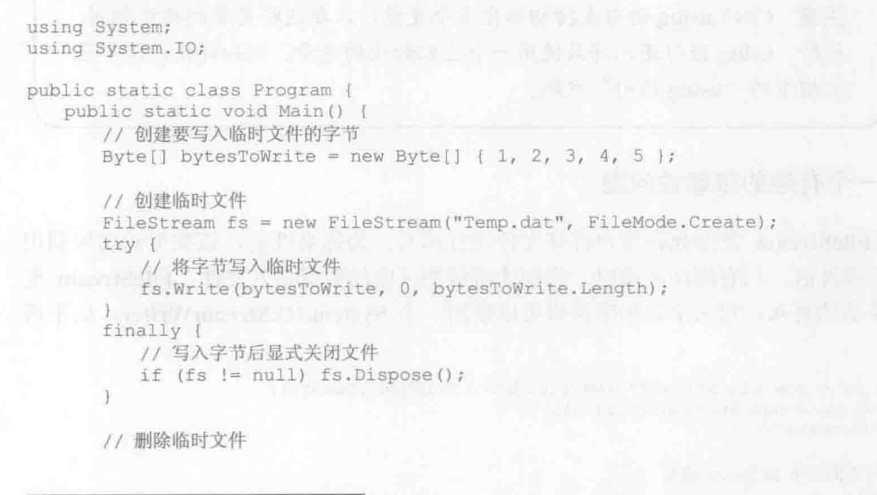 using System;
using System.IO;

public static class Program {
    public static void Main() {
        // 创建要写入临时文件的字节
        Byte[] bytesToWrite = new Byte[] { 1, 2, 3, 4, 5 };

        // 创建临时文件
        FileStream fs = new FileStream("Temp.dat", FileMode.Create);
        try {
            // 将字节写入临时文件
            fs.Write(bytesToWrite, 0, bytesToWrite.Length);
        }
        finally {
            // 写入字节后显式关闭文件
            if (fs != null) fs.Dispose();
        }

        // 删除临时文件